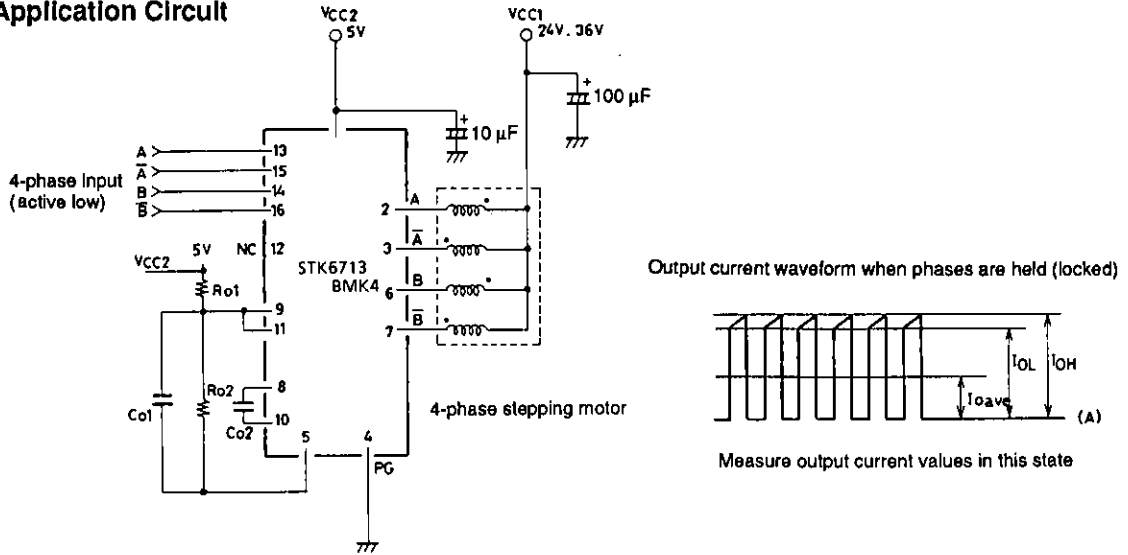 Application Circuit
VCC2
5V
VCC1
24V. 36V
+
100 µF
+
10 µF
4-phase Input
(active low)
A
A̅
B
B̅
13
15
14
16
NC 12
STK6713
BMK4
2 A
3 A̅
6 B
7 B̅
5V
VCC2
Ro1
9
11
Co1
Ro2
8
10
Co2
5
4
PG
4-phase stepping motor
Output current waveform when phases are held (locked)
IOL
IOH
Ioave
(A)
Measure output current values in this state